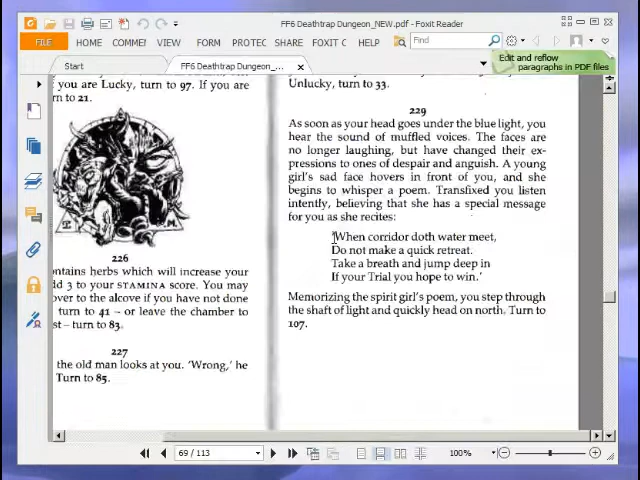 FF6 Deathtrap Dungeon_NEW.pdf - Foxit Reader
FILE HOME COMMEI VIEW FORM PROTEC SHARE FOXIT C HELP Find
Edit and reflow
paragraphs in PDF files
Start FF6 Deathtrap Dungeon_NEW....
you are Lucky, turn to 97. If you are
rn to 21.
I M
226
ontains herbs which will increase your
dd 3 to your STAMINA score. You may
over to the alcove if you have not done
turn to 41 – or leave the chamber to
st – turn to 83.
227
the old man looks at you. 'Wrong,' he
Turn to 85.
Unlucky, turn to 33.
229
As soon as your head goes under the blue light, you
hear the sound of muffled voices. The faces are
no longer laughing, but have changed their ex-
pressions to ones of despair and anguish. A young
girl's sad face hovers in front of you, and she
begins to whisper a poem. Transfixed you listen
intently, believing that she has a special message
for you as she recites:
'When corridor doth water meet,
Do not make a quick retreat.
Take a breath and jump deep in
If your Trial you hope to win.'
Memorizing the spirit girl's poem, you step through
the shaft of light and quickly head on north. Turn to
107.
69 / 113 100%